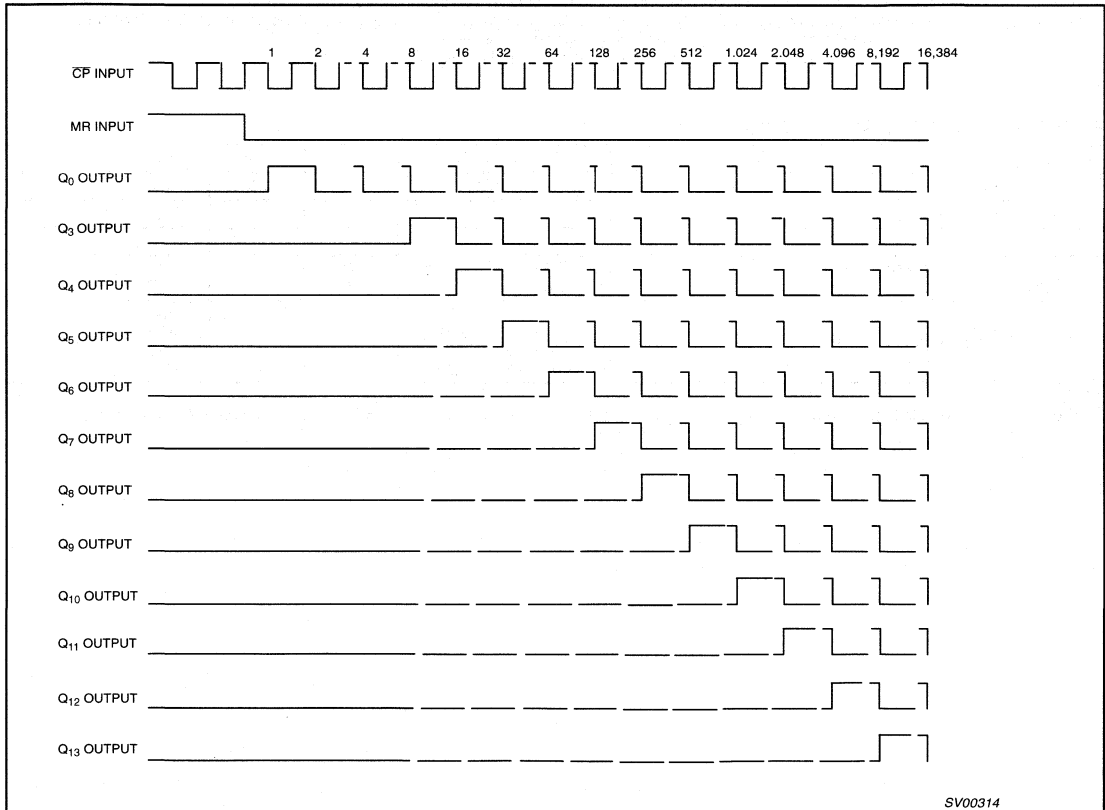 1 2 4 8 16 32 64 128 256 512 1.024 2.048 4.096 8,192 16,384
CP INPUT
MR INPUT
Q0 OUTPUT
Q3 OUTPUT
Q4 OUTPUT
Q5 OUTPUT
Q6 OUTPUT
Q7 OUTPUT
Q8 OUTPUT
Q9 OUTPUT
Q10 OUTPUT
Q11 OUTPUT
Q12 OUTPUT
Q13 OUTPUT
SV00314